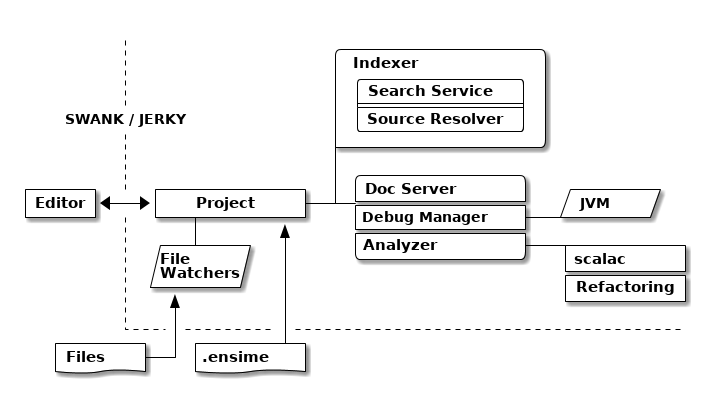 Indexer
Search Service
Source Resolver
SWANK / JERKY
Editor
Project
Doc Server
Debug Manager
Analyzer
JVM
scalac
Refactoring
File
Watchers
Files
.ensime